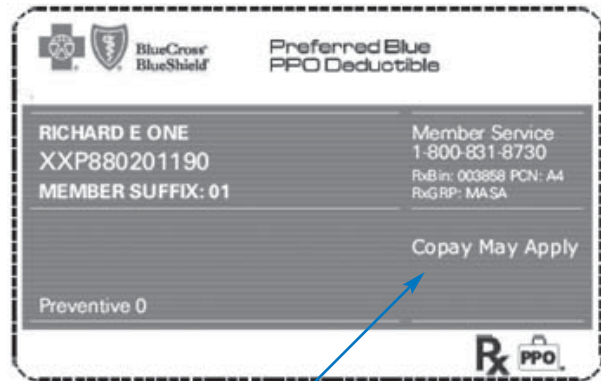 BlueCross®
BlueShield®
Preferred Blue
PPO Deductible
RICHARD E ONE
XXP880201190
MEMBER SUFFIX: 01
Member Service
1-800-831-8730
RxBin: 003858 PCN: A4
RxGRP: MASA
Copay May Apply
Preventive 0
Rx PPO®